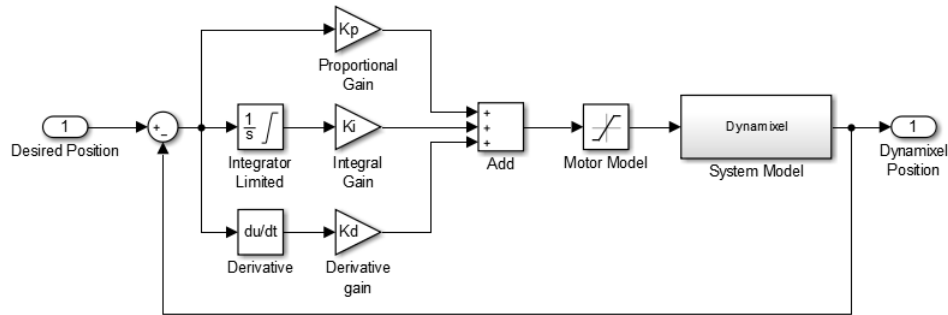 Kp
Proportional
Gain
1
Desired Position
+
−
1
s
Integrator
Limited
Ki
Integral
Gain
+
+
+
Add
Motor Model
Dynamixel
System Model
1
Dynamixel
Position
du/dt
Derivative
Kd
Derivative
gain